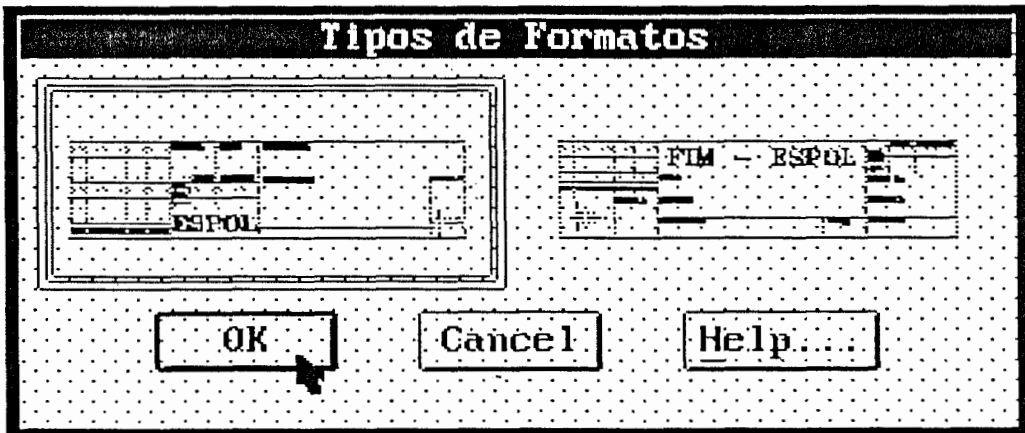 Tipos de Formatos
FIM - ESPOL
ESPOL
OK
Cancel
Help....